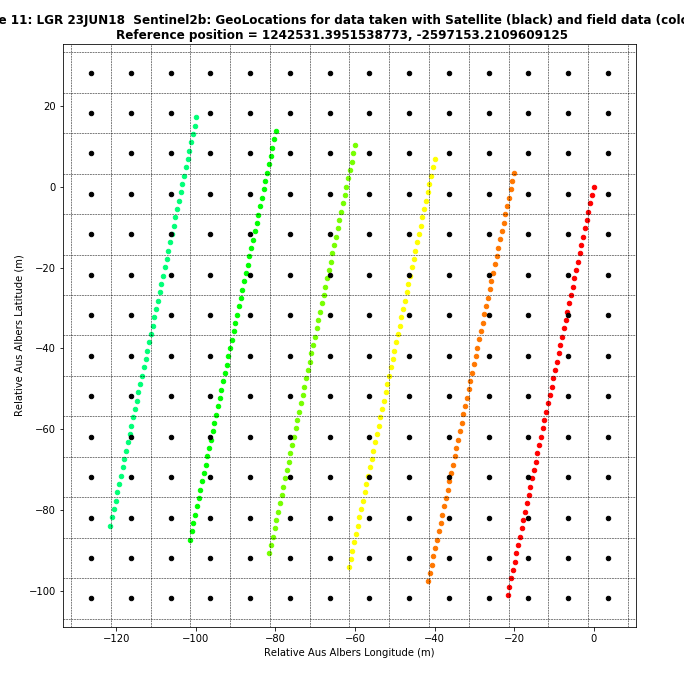 e 11: LGR 23JUN18 Sentinel2b: GeoLocations for data taken with Satellite (black) and field data (colo
Reference position = 1242531.3951538773, -2597153.2109609125
20
0
−20
−40
−60
−80
−100
Relative Aus Albers Latitude (m)
−120 −100 −80 −60 −40 −20 0
Relative Aus Albers Longitude (m)